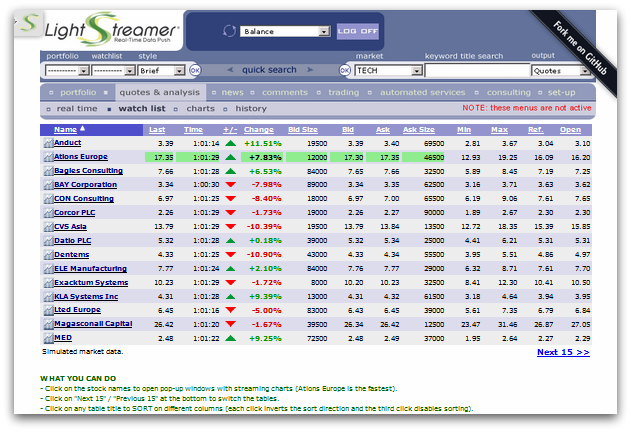 LightStreamer
Real-Time Data Push
Balance
LOG OFF
Fork me on GitHub
portfolio watchlist style market keyword title search output
---------- ---------- Brief OK quick search OK TECH Quotes
portfolio quotes & analysis news comments trading automated services consulting set-up
real time watch list charts history NOTE: these menus are not active
Name Last Time +/- Change Bid Size Bid Ask Ask Size Min Max Ref. Open
Anduct 3.39 1:01:14 +11.51% 19500 3.39 3.40 69500 2.81 3.67 3.04 3.10
Ations Europe 17.35 1:01:29 +7.83% 12000 17.30 17.35 46500 12.93 19.25 16.09 16.20
Bagies Consulting 7.66 1:01:28 +6.53% 84000 7.65 7.66 32500 5.89 8.45 7.19 7.25
BAY Corporation 3.34 1:00:30 -7.98% 89000 3.34 3.35 62500 3.16 3.71 3.63 3.62
CON Consulting 6.97 1:01:25 -8.40% 18000 6.97 7.00 65500 6.19 9.06 7.61 7.65
Corcor PLC 2.26 1:01:29 -1.73% 19000 2.26 2.27 90000 1.89 2.67 2.30 2.30
CVS Asia 13.79 1:01:29 -10.39% 19500 13.79 13.84 13500 12.72 18.35 15.39 15.85
Datio PLC 5.32 1:01:28 +0.18% 39000 5.32 5.34 25000 4.41 6.21 5.31 5.31
Dentems 4.33 1:01:25 -10.90% 43000 4.33 4.34 55500 3.95 5.51 4.86 4.97
ELE Manufacturing 7.77 1:01:24 +2.10% 84000 7.76 7.77 29000 6.32 8.71 7.61 7.70
Exacktum Systems 10.23 1:01:29 -1.72% 8000 10.20 10.23 32500 8.41 12.30 10.41 10.50
KLA Systems Inc 4.31 1:01:28 +9.39% 13000 4.31 4.32 61500 3.18 4.64 3.94 3.95
Lted Europe 6.45 1:01:16 -5.00% 83000 6.43 6.45 39000 5.61 7.35 6.79 6.84
Magasconall Capital 26.42 1:01:20 -1.67% 39500 26.34 26.42 12500 23.47 31.46 26.87 27.05
MED 2.48 1:01:22 +9.25% 72500 2.48 2.49 37000 1.95 2.64 2.27 2.29
Simulated market data. Next 15 >>
WHAT YOU CAN DO
- Click on the stock names to open pop-up windows with streaming charts (Ations Europe is the fastest).
- Click on "Next 15" / "Previous 15" at the bottom to switch the tables.
- Click on any table title to SORT on different columns (each click inverts the sort direction and the third click disables sorting).